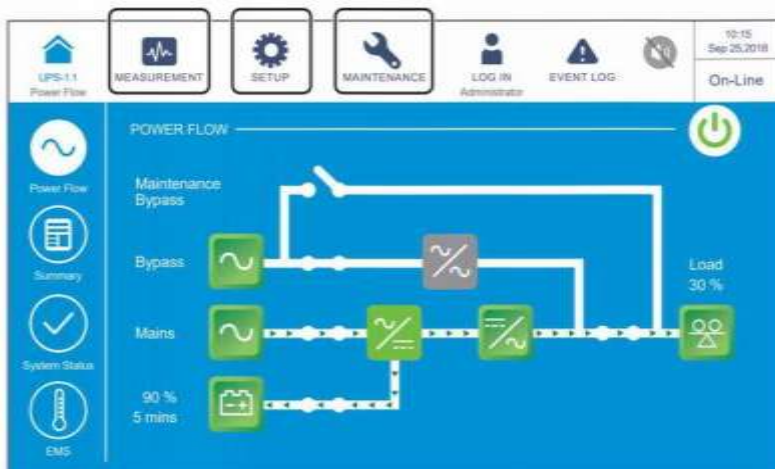 10:15
Sep 25,2018
On-Line
UPS-1.1
Power Flow
MEASUREMENT
SETUP
MAINTENANCE
LOG IN
Administrator
EVENT LOG
POWER FLOW
Power Flow
Maintenance
Bypass
Summary
Bypass
Load
30 %
Mains
System Status
90 %
5 mins
EMS